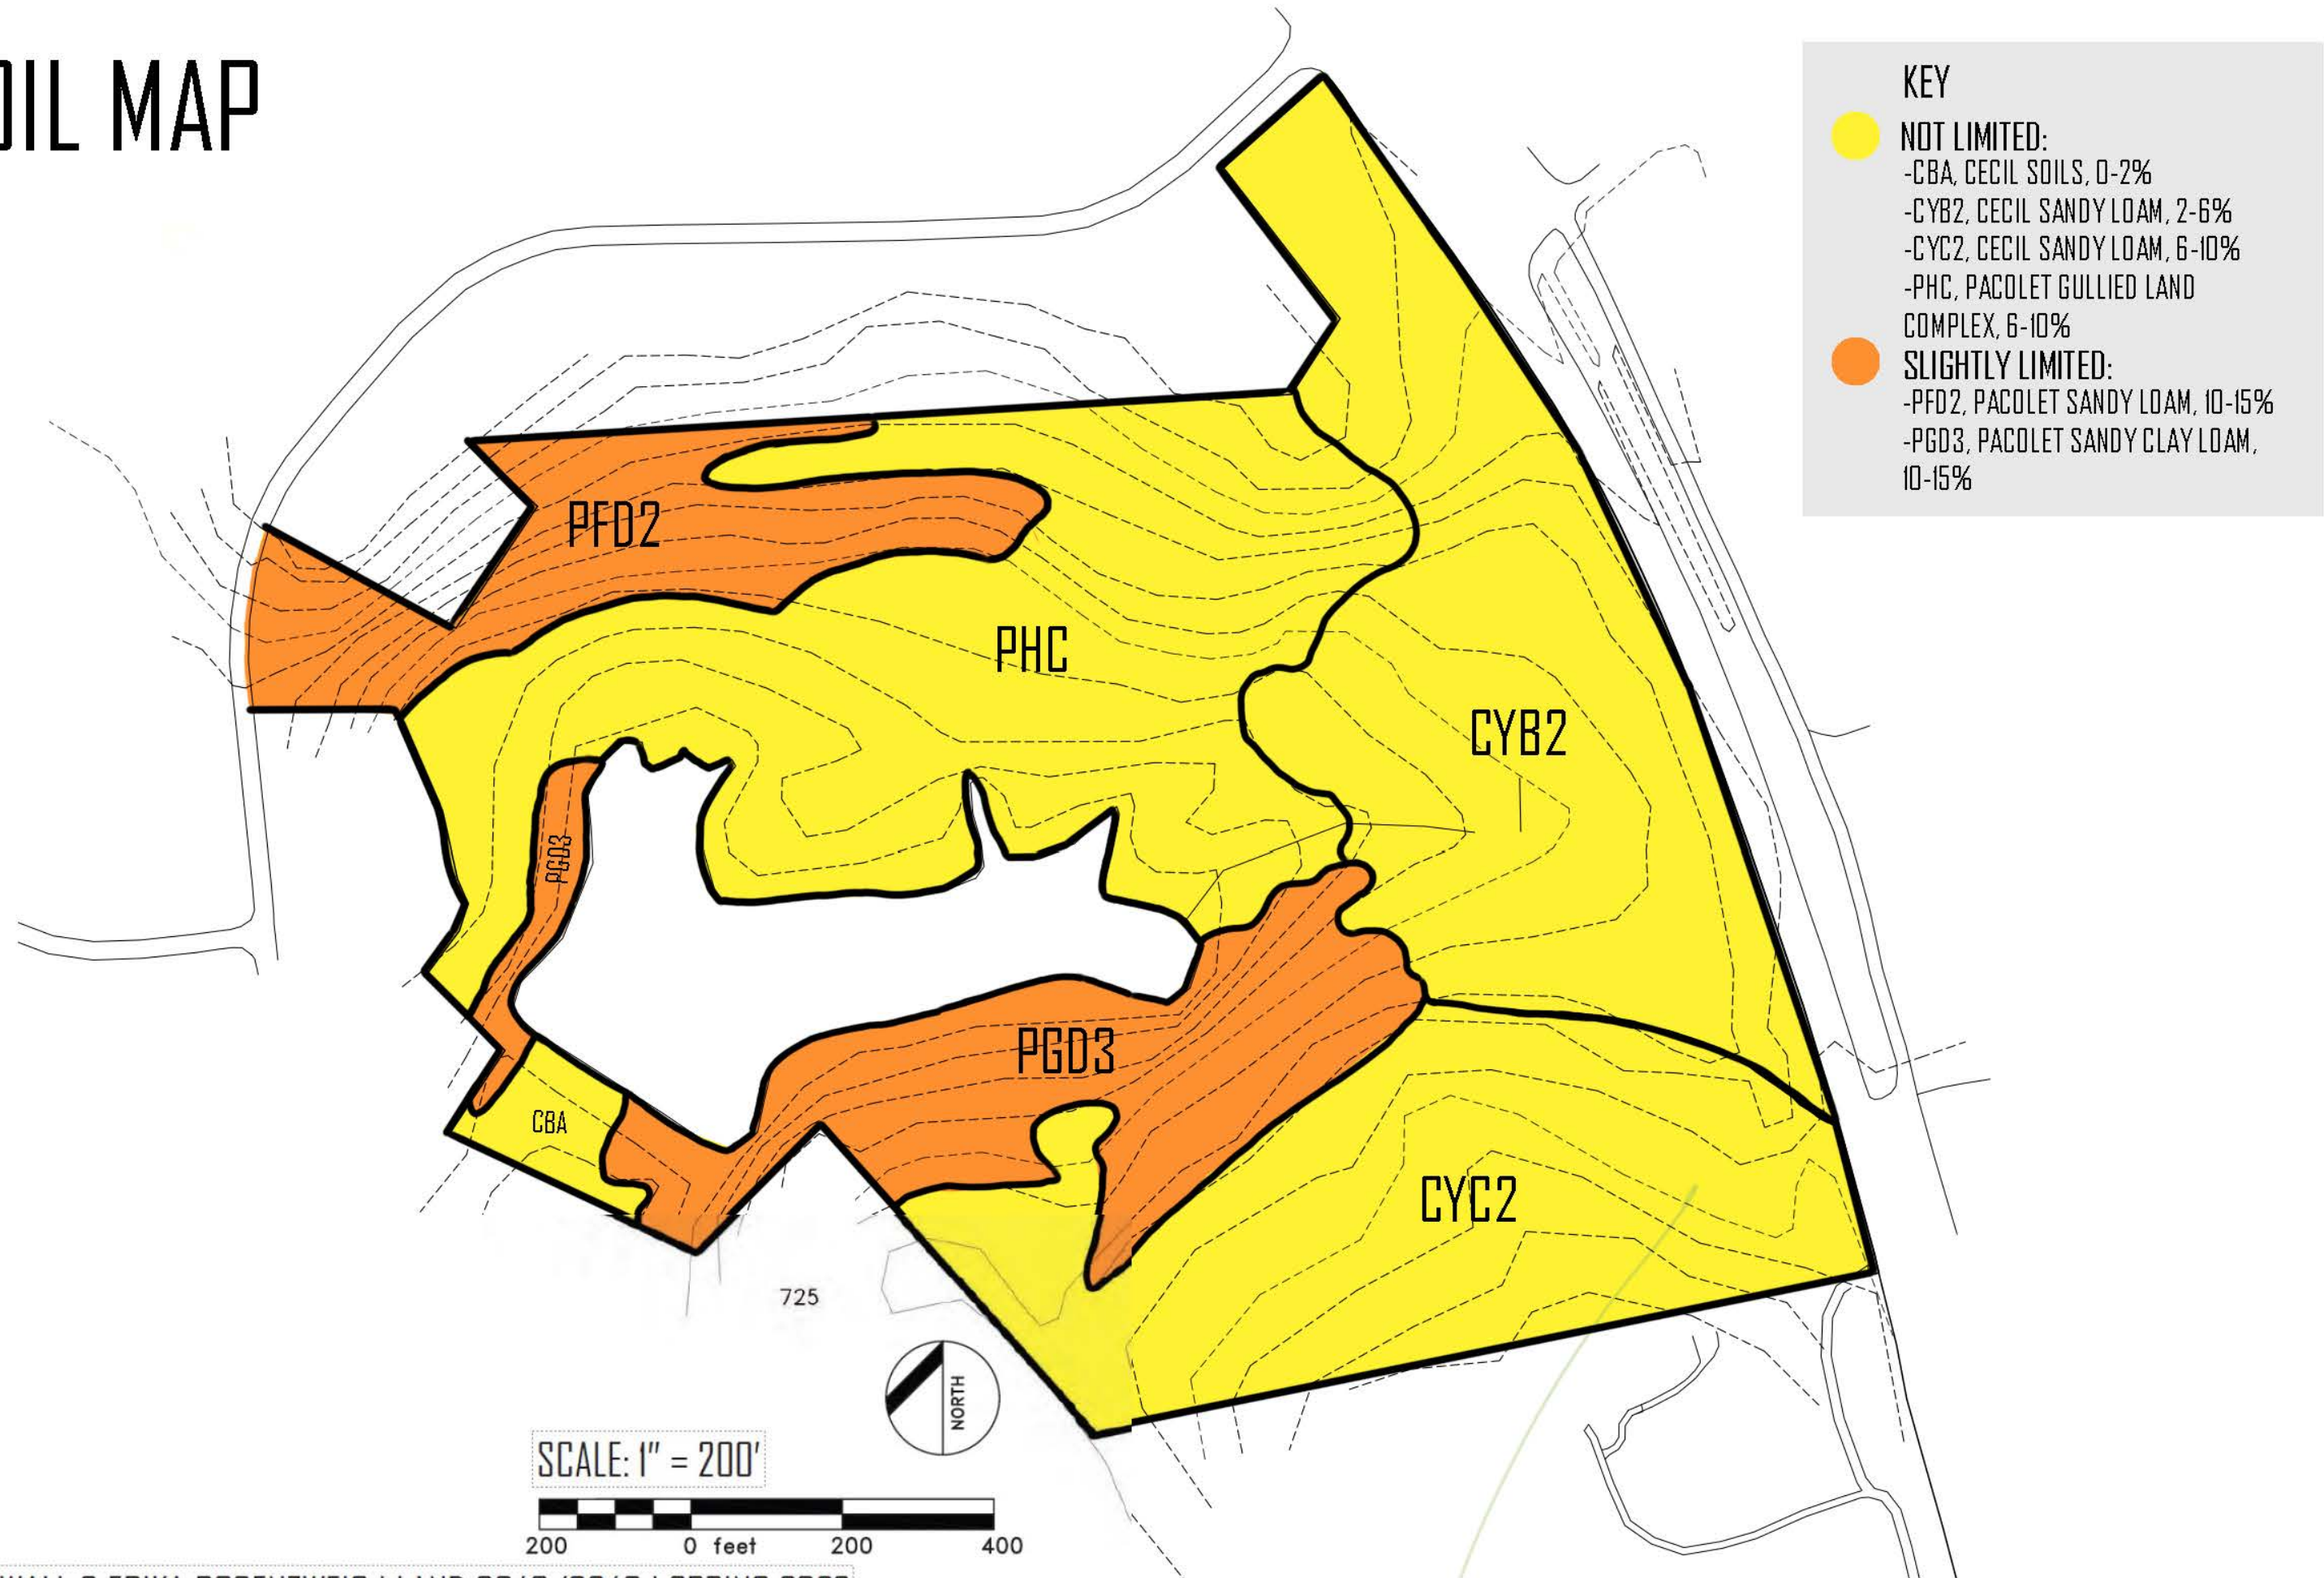 OIL MAP
KEY
NOT LIMITED:
-CBA, CECIL SOILS, 0-2%
-CYB2, CECIL SANDY LOAM, 2-6%
-CYC2, CECIL SANDY LOAM, 6-10%
-PHC, PACOLET GULLIED LAND
COMPLEX, 6-10%
SLIGHTLY LIMITED:
-PFD2, PACOLET SANDY LOAM, 10-15%
-PGD3, PACOLET SANDY CLAY LOAM,
10-15%
PFD2
PHC
CYB2
PGD3
PGD3
CBA
CYC2
725
NORTH
SCALE: 1" = 200'
200 0 feet 200 400